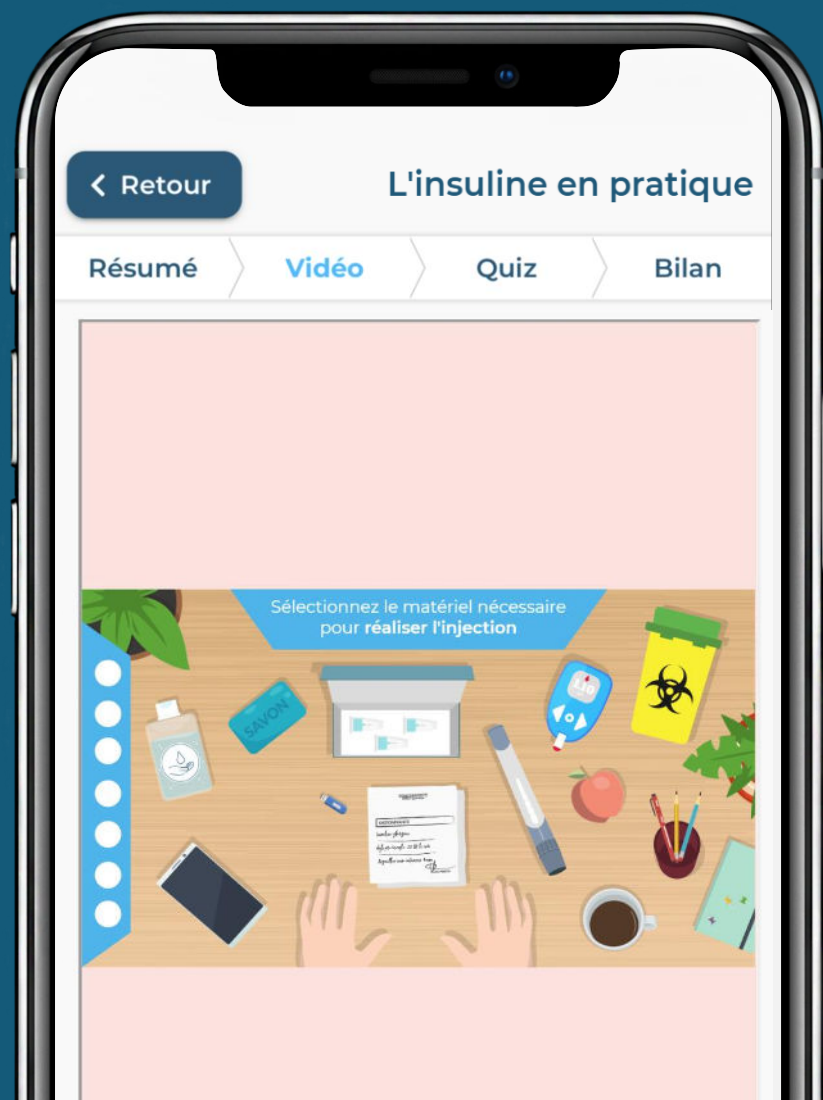 Retour
L'insuline en pratique
Résumé
Vidéo
Quiz
Bilan
Sélectionnez le matériel nécessaire
pour réaliser l'injection
SAVON